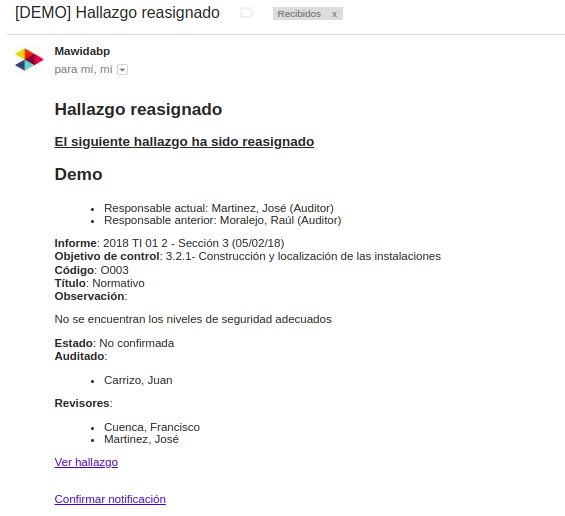 [DEMO] Hallazgo reasignado
Recibidos x
Mawidabp
para mí, mí
Hallazgo reasignado
El siguiente hallazgo ha sido reasignado
Demo
• Responsable actual: Martinez, José (Auditor)
• Responsable anterior: Moralejo, Raúl (Auditor)
Informe: 2018 TI 01 2 - Sección 3 (05/02/18)
Objetivo de control: 3.2.1- Construcción y localización de las instalaciones
Código: O003
Título: Normativo
Observación:
No se encuentran los niveles de seguridad adecuados
Estado: No confirmada
Auditado:
• Carrizo, Juan
Revisores:
• Cuenca, Francisco
• Martinez, José
Ver hallazgo
Confirmar notificación